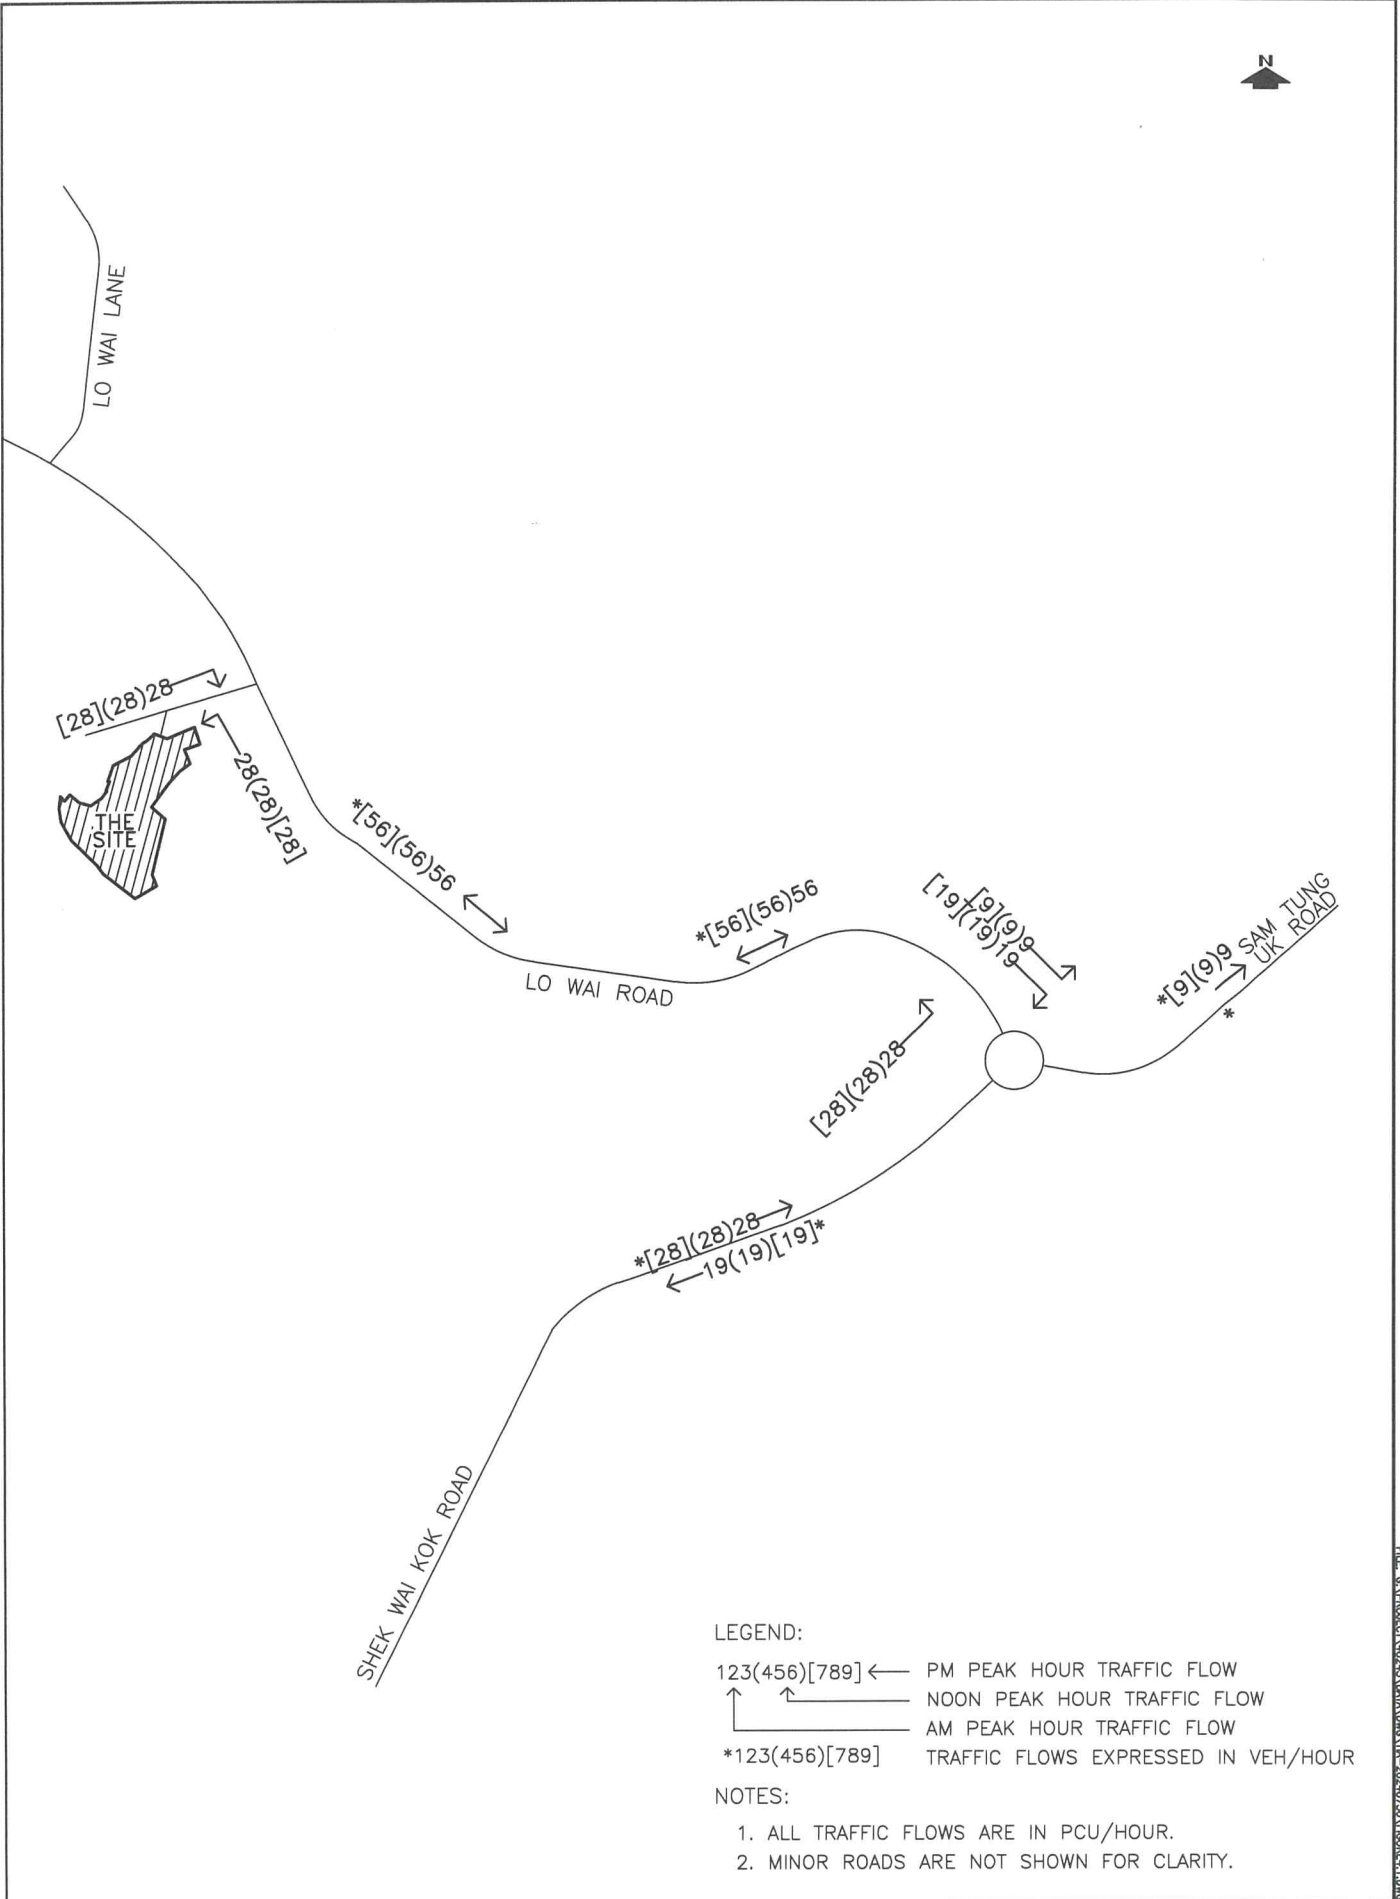 N
LO WAI LANE
[28](28)28
28(28)[28]
THE
SITE
*[56](56)56
*[56](56)56
LO WAI ROAD
[9](9)9
[19](19)19
*[9](9)9
*
SAM TUNG
UK ROAD
[28](28)28
*[28](28)28
19(19)[19]*
SHEK WAI KOK ROAD
LEGEND:
123(456)[789] PM PEAK HOUR TRAFFIC FLOW
NOON PEAK HOUR TRAFFIC FLOW
AM PEAK HOUR TRAFFIC FLOW
*123(456)[789] TRAFFIC FLOWS EXPRESSED IN VEH/HOUR
NOTES:
1. ALL TRAFFIC FLOWS ARE IN PCU/HOUR.
2. MINOR ROADS ARE NOT SHOWN FOR CLARITY.